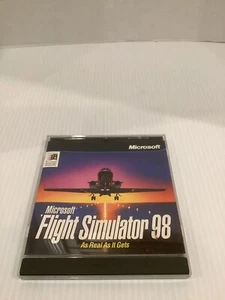 Microsoft
Microsoft
Flight Simulator 98
As Real As It Gets